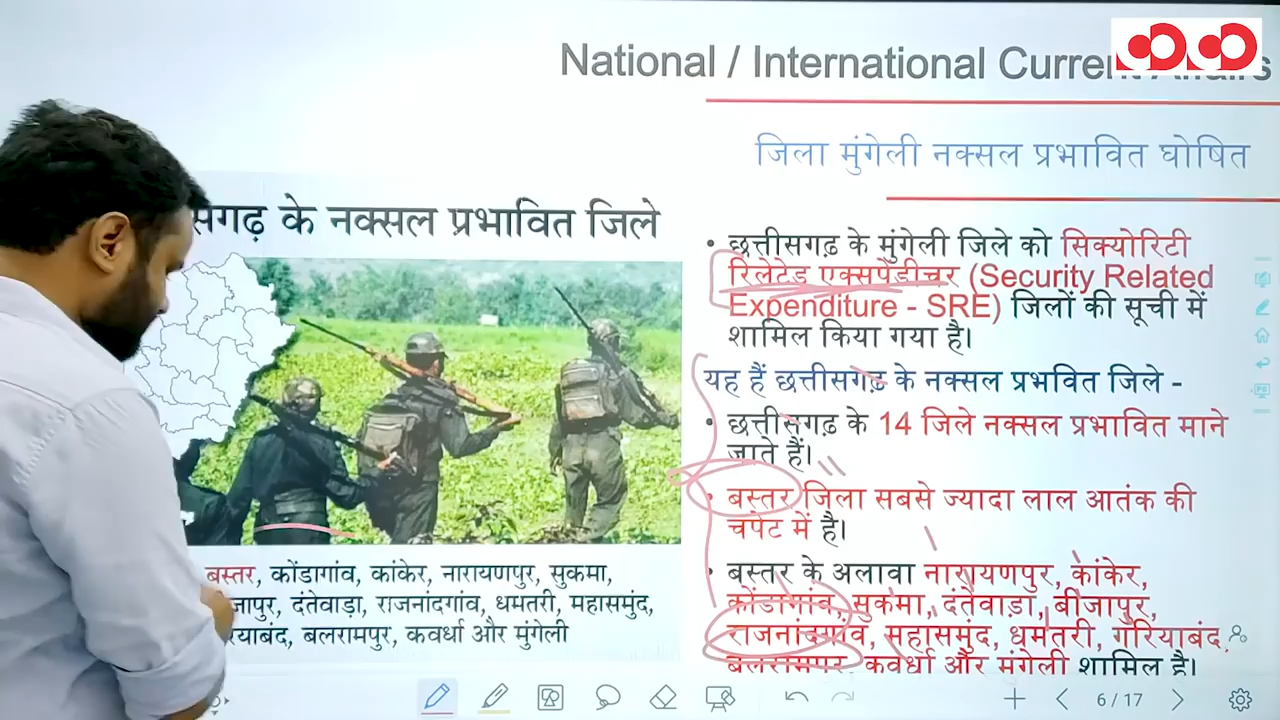 National / International Current Affairs
जिला मुंगेली नक्सल प्रभावित घोषित
सगढ़ के नक्सल प्रभावित जिले
बस्तर, कोंडागांव, कांकेर, नारायणपुर, सुकमा,
जापुर, दंतेवाड़ा, राजनांदगांव, धमतरी, महासमुंद,
रियाबंद, बलरामपुर, कवर्धा और मुंगेली
• छत्तीसगढ़ के मुंगेली जिले को सिक्योरिटी
रिलेटेड एक्सपेंडीचर (Security Related
Expenditure - SRE) जिलों की सूची में
शामिल किया गया है।
यह हैं छत्तीसगढ़ के नक्सल प्रभवित जिले -
• छत्तीसगढ़ के 14 जिले नक्सल प्रभावित माने
जाते हैं।
• बस्तर जिला सबसे ज्यादा लाल आतंक की
चपेट में है।
• बस्तर के अलावा नारायणपुर, कांकेर,
कोंडागांव, सुकमा, दंतेवाड़ा, बीजापुर,
राजनांदगांव, सहासमुंद, धमतरी, गरियाबंद,
बलरामपुर, कवर्धा और मुंगेली शामिल है।
6 / 17